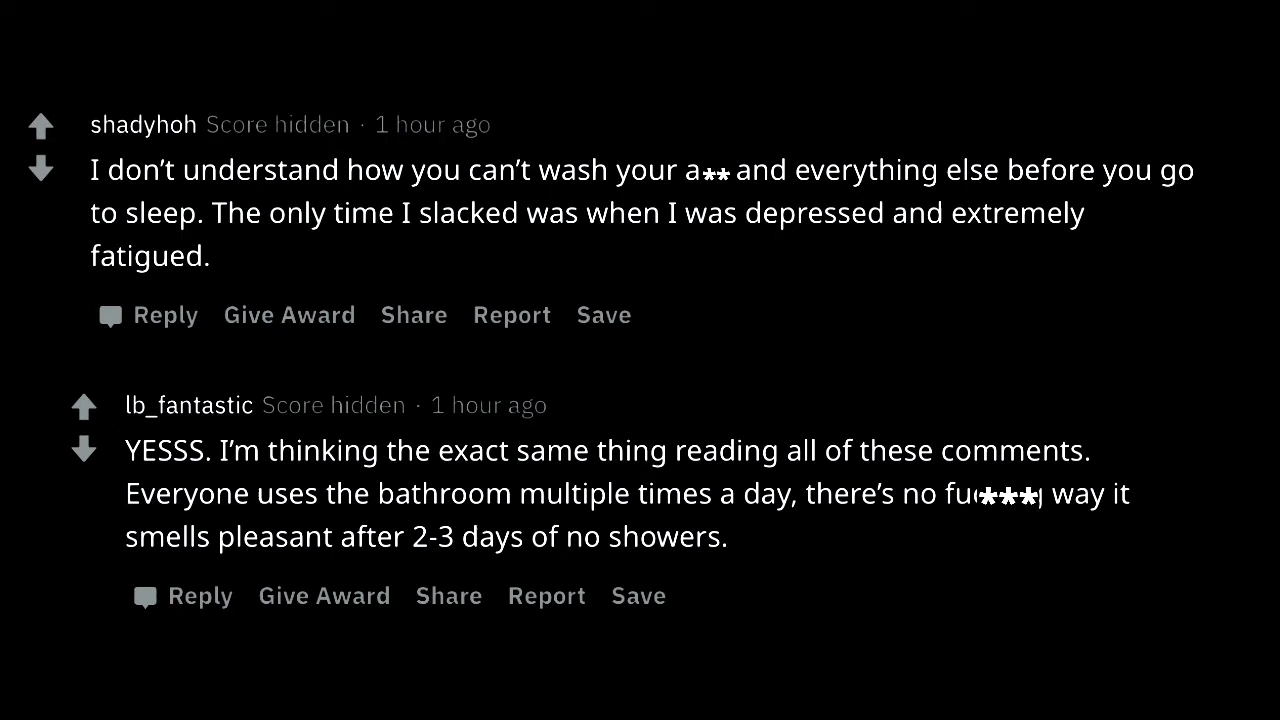 shadyhoh Score hidden · 1 hour ago
I don’t understand how you can’t wash your a** and everything else before you go
to sleep. The only time I slacked was when I was depressed and extremely
fatigued.
Reply Give Award Share Report Save
lb_fantastic Score hidden · 1 hour ago
YESSS. I’m thinking the exact same thing reading all of these comments.
Everyone uses the bathroom multiple times a day, there’s no fu***g way it
smells pleasant after 2-3 days of no showers.
Reply Give Award Share Report Save